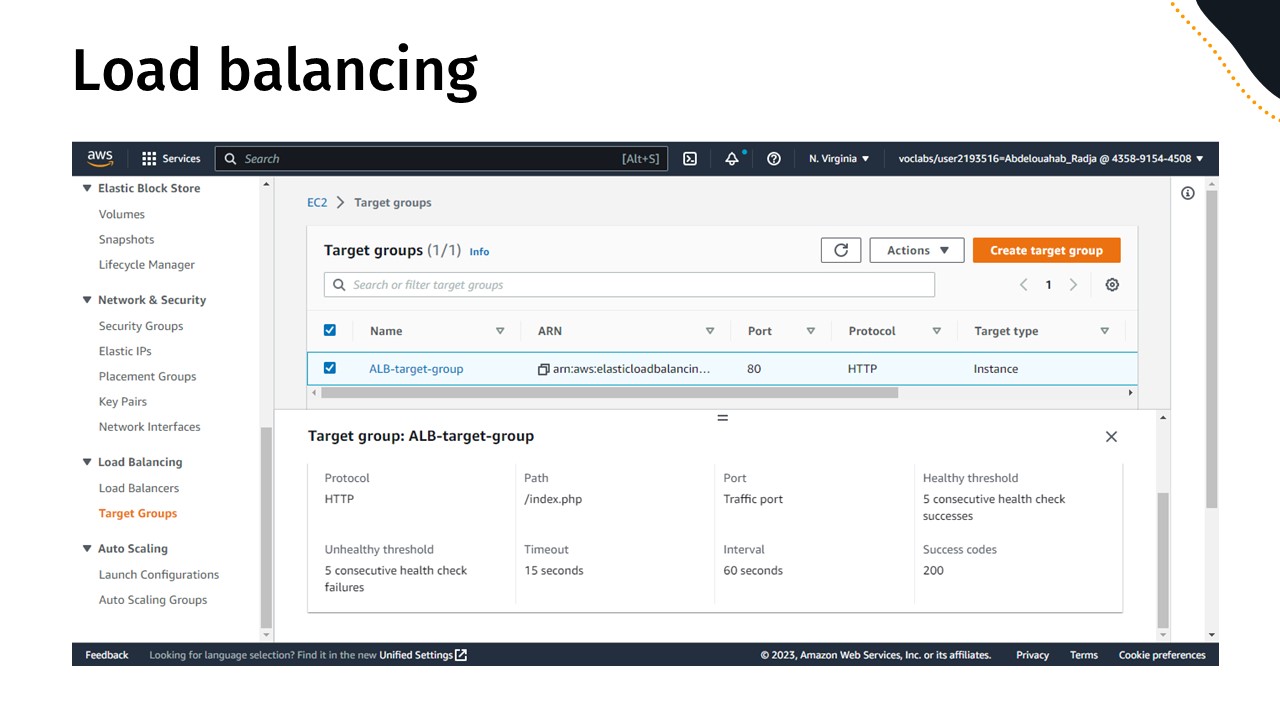 Load balancing
aws
Services
Search
[Alt+S]
N. Virginia
voclabs/user2193516=Abdelouahab_Radja @ 4358-9154-4508
Elastic Block Store
Volumes
Snapshots
Lifecycle Manager
Network & Security
Security Groups
Elastic IPs
Placement Groups
Key Pairs
Network Interfaces
Load Balancing
Load Balancers
Target Groups
Auto Scaling
Launch Configurations
Auto Scaling Groups
EC2 > Target groups
Target groups (1/1) Info
Actions
Create target group
Search or filter target groups
1
Name ARN Port Protocol Target type
ALB-target-group arn:aws:elasticloadbalancin... 80 HTTP Instance
Target group: ALB-target-group
Protocol
HTTP
Path
/index.php
Port
Traffic port
Healthy threshold
5 consecutive health check
successes
Unhealthy threshold
5 consecutive health check
failures
Timeout
15 seconds
Interval
60 seconds
Success codes
200
Feedback
Looking for language selection? Find it in the new Unified Settings
© 2023, Amazon Web Services, Inc. or its affiliates.
Privacy
Terms
Cookie preferences